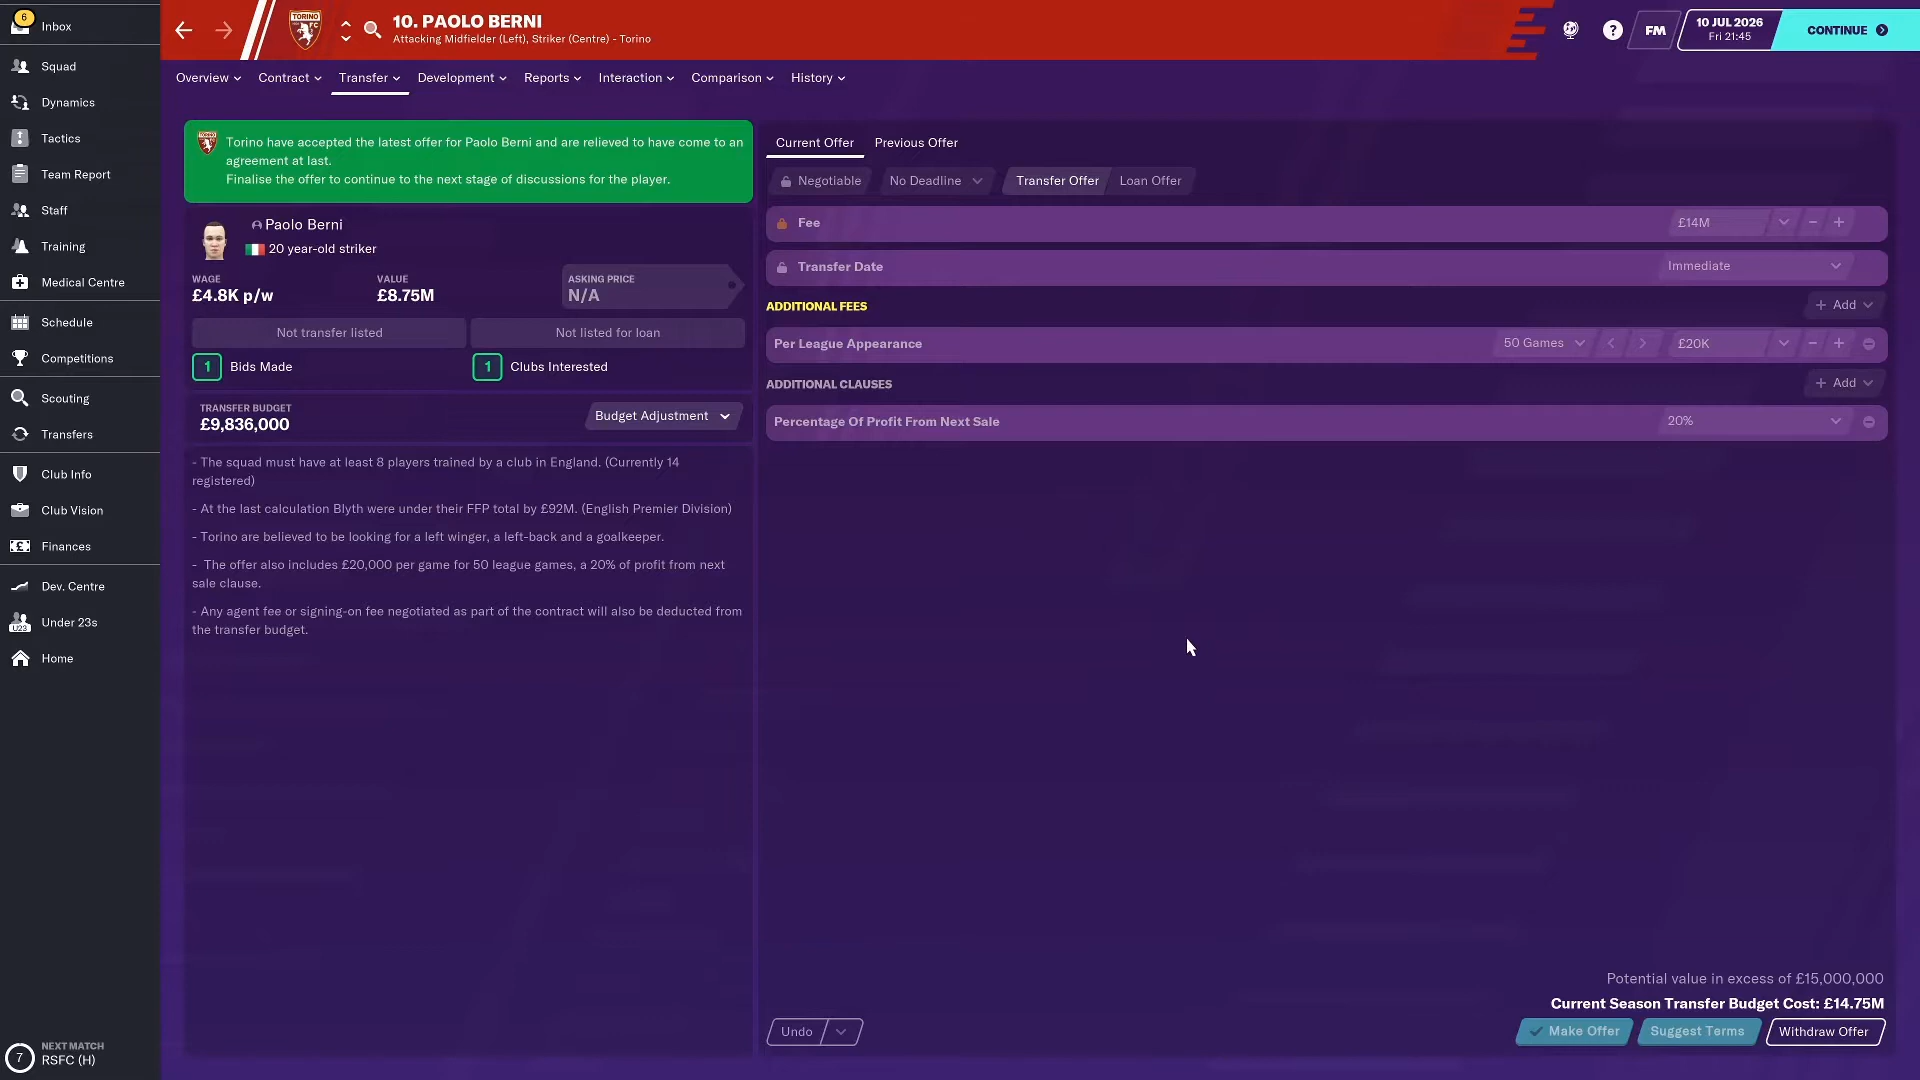 6
Inbox
Squad
Dynamics
Tactics
Team Report
Staff
Training
Medical Centre
Schedule
Competitions
Scouting
Transfers
Club Info
Club Vision
Finances
Dev. Centre
U23
Under 23s
Home
7
NEXT MATCH
RSFC (H)
TORINO FC
10. PAOLO BERNI
Attacking Midfielder (Left), Striker (Centre) - Torino
?
FM
10 JUL 2026
Fri 21:45
CONTINUE
Overview
Contract
Transfer
Development
Reports
Interaction
Comparison
History
Torino have accepted the latest offer for Paolo Berni and are relieved to have come to an
agreement at last.
Finalise the offer to continue to the next stage of discussions for the player.
Paolo Berni
20 year-old striker
WAGE
£4.8K p/w
VALUE
£8.75M
ASKING PRICE
N/A
Not transfer listed
Not listed for loan
1 Bids Made
1 Clubs Interested
TRANSFER BUDGET
£9,836,000
Budget Adjustment
- The squad must have at least 8 players trained by a club in England. (Currently 14
registered)
- At the last calculation Blyth were under their FFP total by £92M. (English Premier Division)
- Torino are believed to be looking for a left winger, a left-back and a goalkeeper.
- The offer also includes £20,000 per game for 50 league games, a 20% of profit from next
sale clause.
- Any agent fee or signing-on fee negotiated as part of the contract will also be deducted from
the transfer budget.
Current Offer
Previous Offer
Negotiable
No Deadline
Transfer Offer
Loan Offer
Fee
£14M
Transfer Date
Immediate
ADDITIONAL FEES
+ Add
Per League Appearance
50 Games
£20K
ADDITIONAL CLAUSES
+ Add
Percentage Of Profit From Next Sale
20%
Potential value in excess of £15,000,000
Current Season Transfer Budget Cost: £14.75M
Undo
Make Offer
Suggest Terms
Withdraw Offer